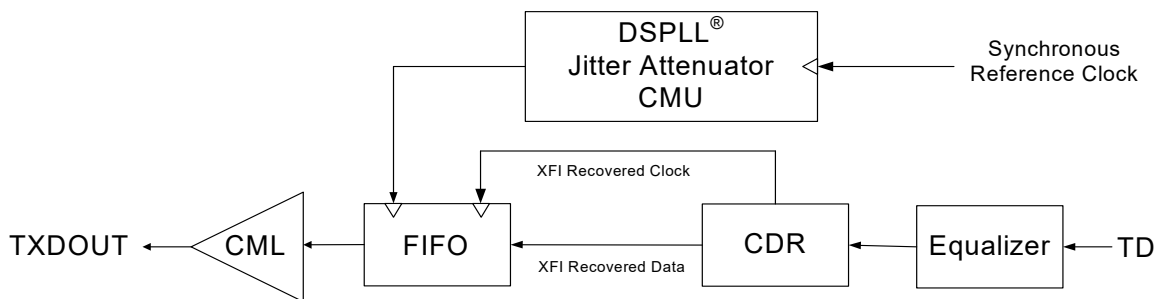 DSPLL®
Jitter Attenuator
CMU
Synchronous
Reference Clock
XFI Recovered Clock
TXDOUT
CML
FIFO
XFI Recovered Data
CDR
Equalizer
TD